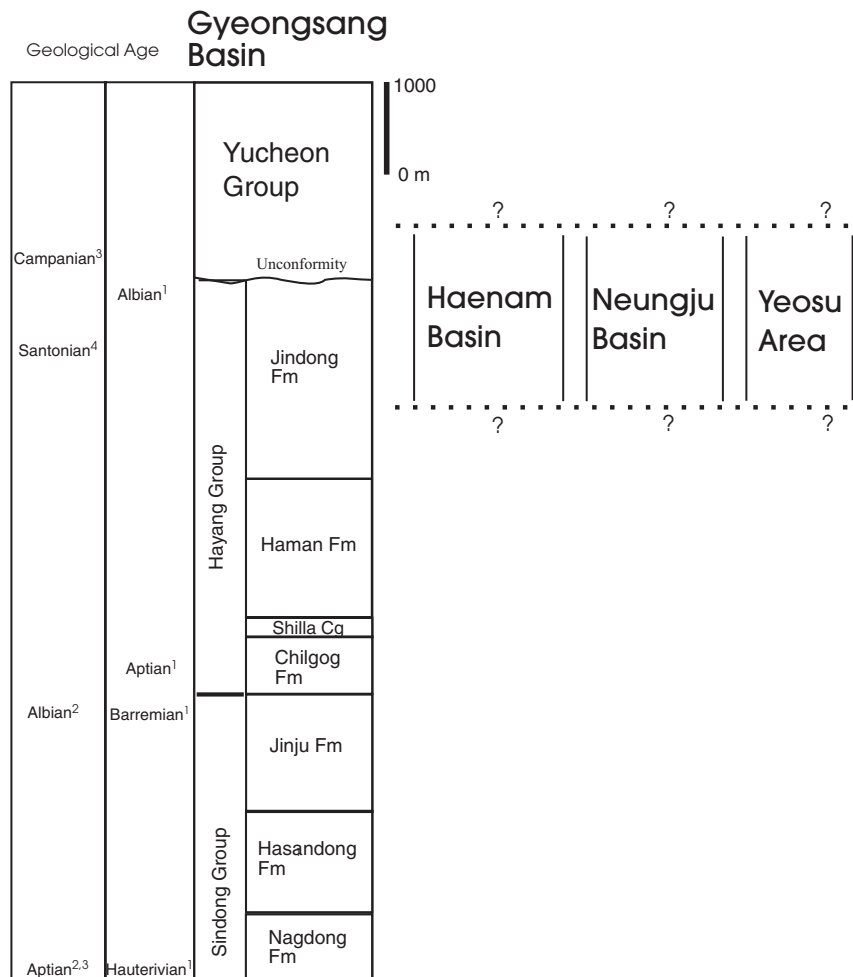 Geological Age
Gyeongsang
Basin
1000
0 m
Yucheon
Group
Unconformity
Campanian³
Albian¹
Santonian⁴
Jindong
Fm
Hayang Group
Haman Fm
Shilla Cg
Chilgog
Fm
Aptian¹
Albian²
Barremian¹
Jinju Fm
Sindong Group
Hasandong
Fm
Nagdong
Fm
Aptian²,³
Hauterivian¹
? ? ?
Haenam
Basin
Neungju
Basin
Yeosu
Area
? ? ?